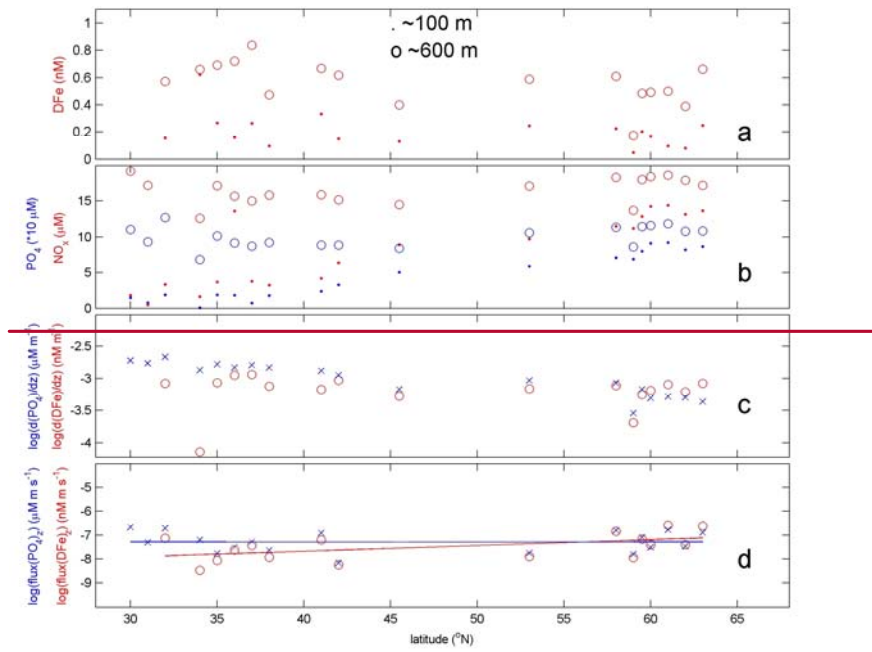 1
0.8
0.6
0.4
0.2
0
DFe (nM)
. ~100 m
o ~600 m
a
15
10
5
0
PO4 (*10 μM)
NOx (μM)
b
-2.5
-3
-3.5
-4
log(d(PO4)/dz) (μM m-1)
log(d(DFe)/dz) (nM m-1)
c
-5
-6
-7
-8
-9
log(flux(PO4)z) (μM m s-1)
log(flux(DFe)z) (nM m s-1)
d
30 35 40 45 50 55 60 65
latitude (oN)